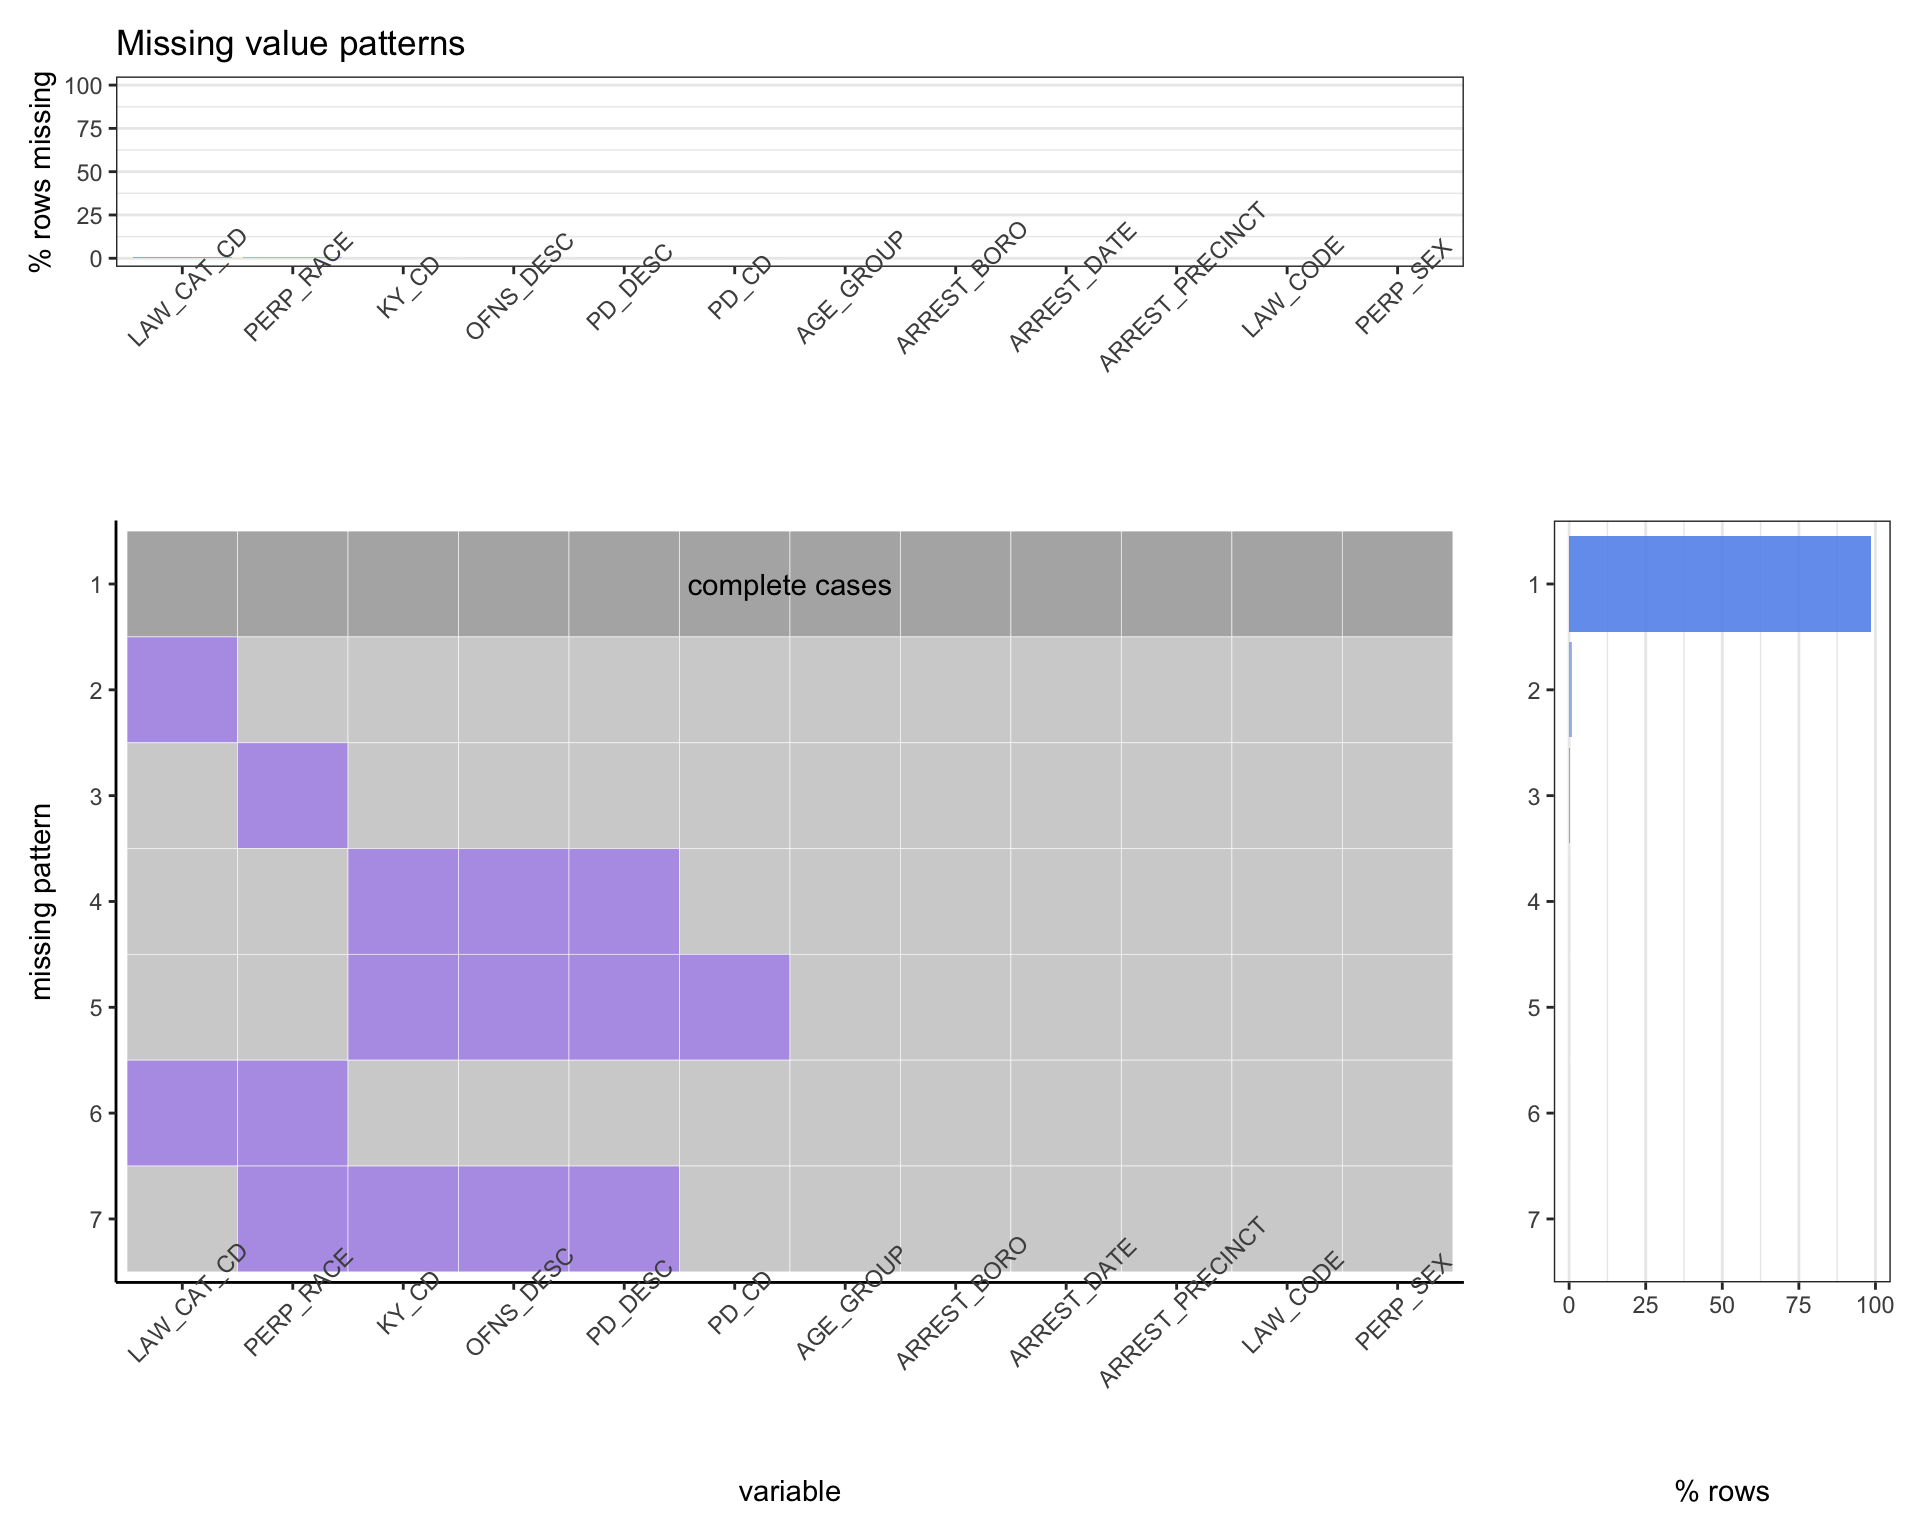 Missing value patterns
% rows missing
100
75
50
25
0
LAW_CAT_CD
PERP_RACE
KY_CD
OFNS_DESC
PD_DESC
PD_CD
AGE_GROUP
ARREST_BORO
ARREST_DATE
ARREST_PRECINCT
LAW_CODE
PERP_SEX
missing pattern
complete cases
1
2
3
4
5
6
7
LAW_CAT_CD
PERP_RACE
KY_CD
OFNS_DESC
PD_DESC
PD_CD
AGE_GROUP
ARREST_BORO
ARREST_DATE
ARREST_PRECINCT
LAW_CODE
PERP_SEX
variable
1
2
3
4
5
6
7
0
25
50
75
100
% rows